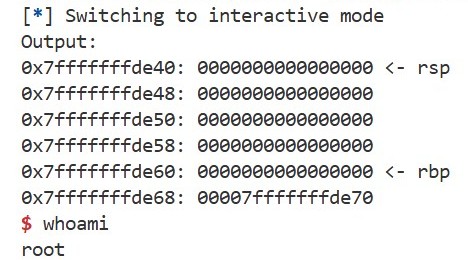 [*] Switching to interactive mode
Output:
0x7fffffffde40: 0000000000000000 <- rsp
0x7fffffffde48: 0000000000000000
0x7fffffffde50: 0000000000000000
0x7fffffffde58: 0000000000000000
0x7fffffffde60: 0000000000000000 <- rbp
0x7fffffffde68: 00007fffffffde70
$ whoami
root